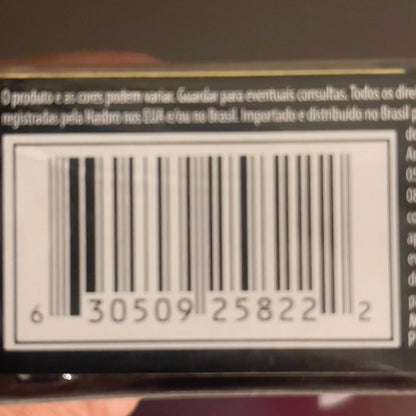 O produto e as cores podem variar. Guardar para eventuais consultas. Todos os dire
registradas pela Hasbro nos EUA e/ou no Brasil. Importado e distribuído no Brasil p
6 30509 25822 2